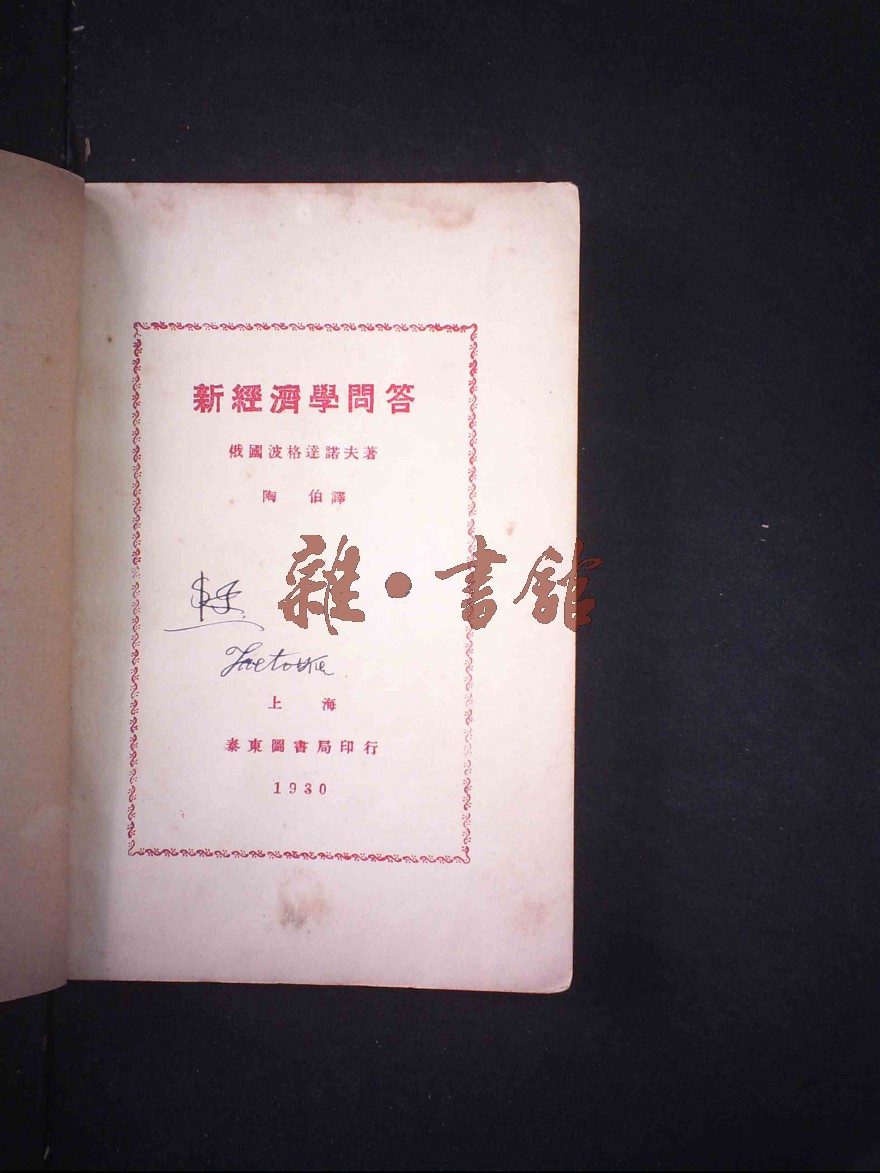 新經濟學問答
俄國波格達諾夫著
陶 伯譯
雜·書館
上 海
泰東圖書局印行
1930